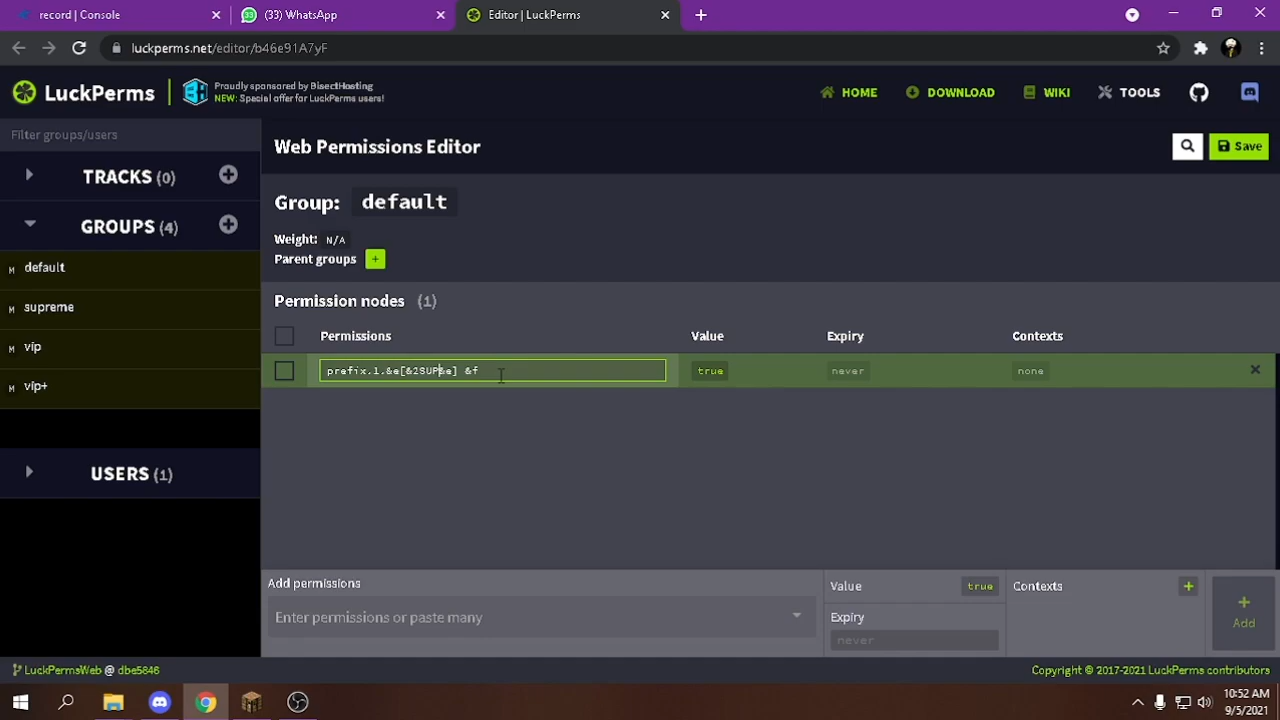 record | Console
(33) WhatsApp
Editor | LuckPerms
luckperms.net/editor/b46e91A7yF
LuckPerms
Proudly sponsored by BisectHosting
NEW: Special offer for LuckPerms users!
HOME
DOWNLOAD
WIKI
TOOLS
Filter groups/users
TRACKS (0)
GROUPS (4)
M default
M supreme
M vip
M vip+
USERS (1)
Web Permissions Editor
Save
Group: default
Weight: N/A
Parent groups +
Permission nodes (1)
Permissions Value Expiry Contexts
prefix.1.&e[&2SUP&e] &f true never none
Add permissions
Enter permissions or paste many
Value true
Expiry
never
Contexts +
+
Add
LuckPermsWeb @ dbe5846
Copyright © 2017-2021 LuckPerms contributors
10:52 AM
9/5/2021